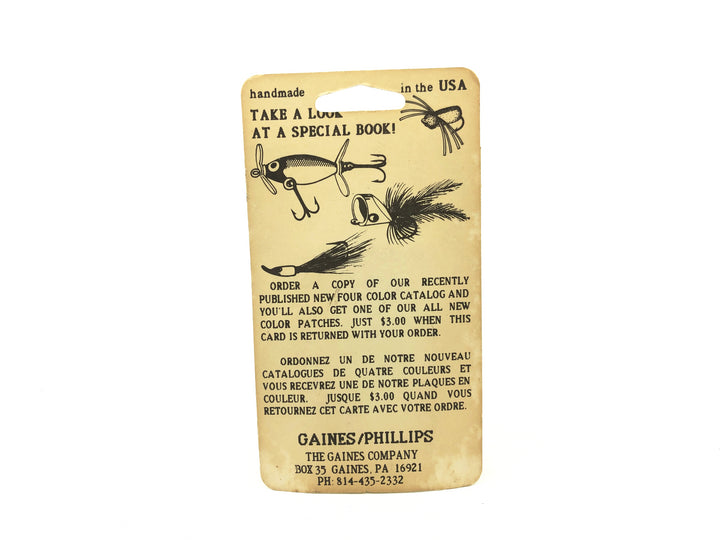 handmade in the USA
TAKE A LOOK
AT A SPECIAL BOOK!
ORDER A COPY OF OUR RECENTLY
PUBLISHED NEW FOUR COLOR CATALOG AND
YOU'LL ALSO GET ONE OF OUR ALL NEW
COLOR PATCHES. JUST $3.00 WHEN THIS
CARD IS RETURNED WITH YOUR ORDER.
ORDONNEZ UN DE NOTRE NOUVEAU
CATALOGUES DE QUATRE COULEURS ET
VOUS RECEVREZ UNE DE NOTRE PLAQUES EN
COULEUR. JUSQUE $3.00 QUAND VOUS
RETOURNEZ CET CARTE AVEC VOTRE ORDRE.
GAINES/PHILLIPS
THE GAINES COMPANY
BOX 35 GAINES, PA 16921
PH: 814-435-2332